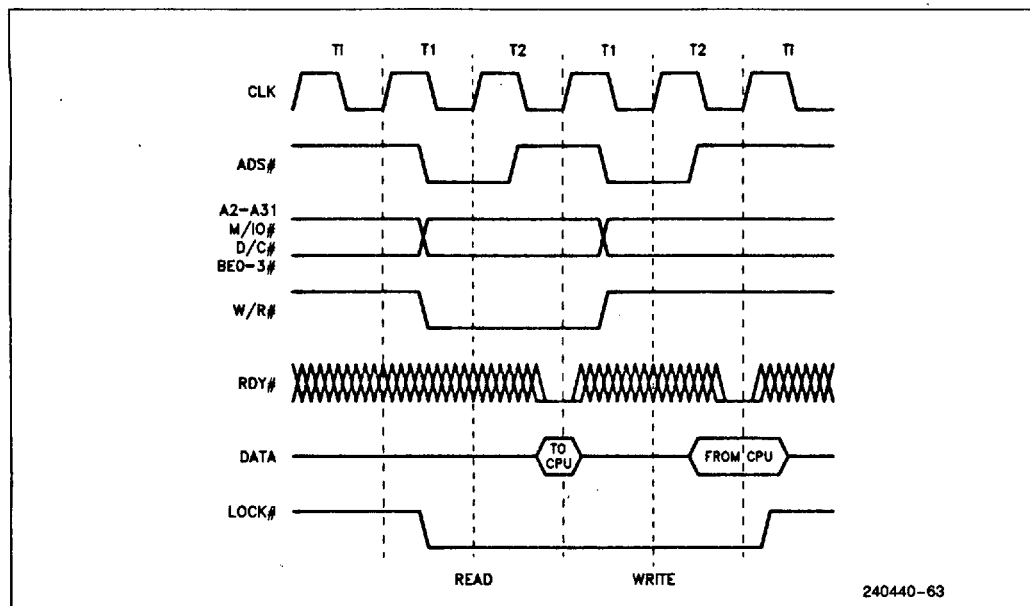 Ti T1 T2 T1 T2 Ti
CLK
ADS#
A2-A31
M/IO#
D/C#
BE0-3#
W/R#
RDY#
DATA
TO
CPU
FROM CPU
LOCK#
READ WRITE
240440-63